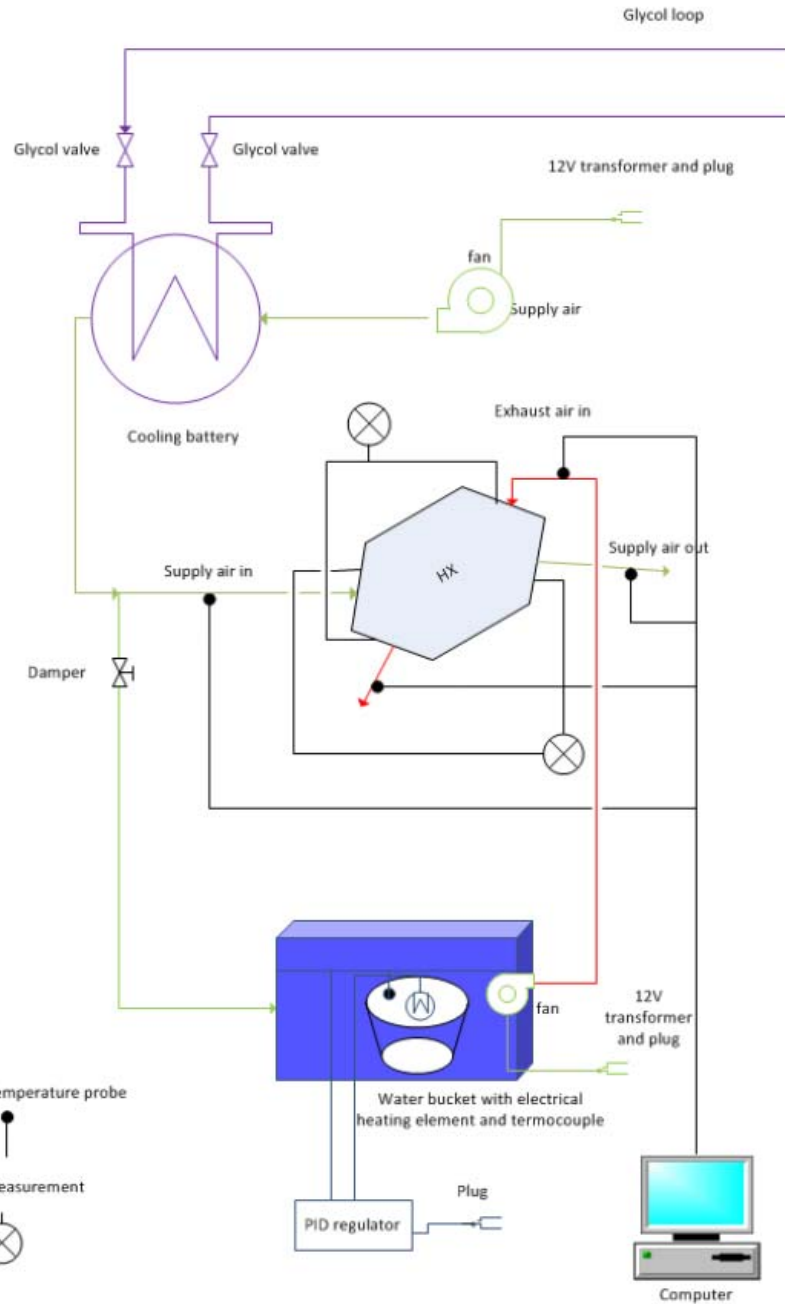 Glycol loop
Glycol valve
Glycol valve
12V transformer and plug
fan
Supply air
Cooling battery
Exhaust air in
Supply air out
Supply air in
HX
Damper
fan
12V
transformer
and plug
emperature probe
Water bucket with electrical
heating element and termocouple
easurement
Plug
PID regulator
Computer